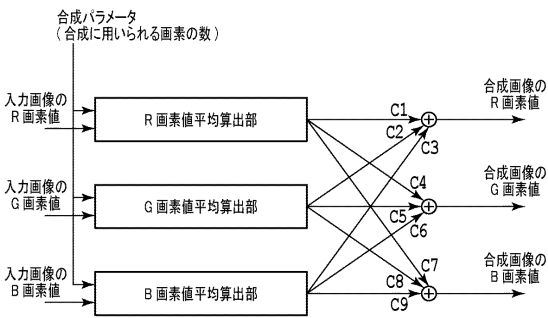 合成パラメータ
(合成に用いられる画素の数)
入力画像の
R画素値
R画素値平均算出部
C1
C2
C3
合成画像の
R画素値
入力画像の
G画素値
G画素値平均算出部
C4
C5
C6
合成画像の
G画素値
入力画像の
B画素値
B画素値平均算出部
C7
C8
C9
合成画像の
B画素値